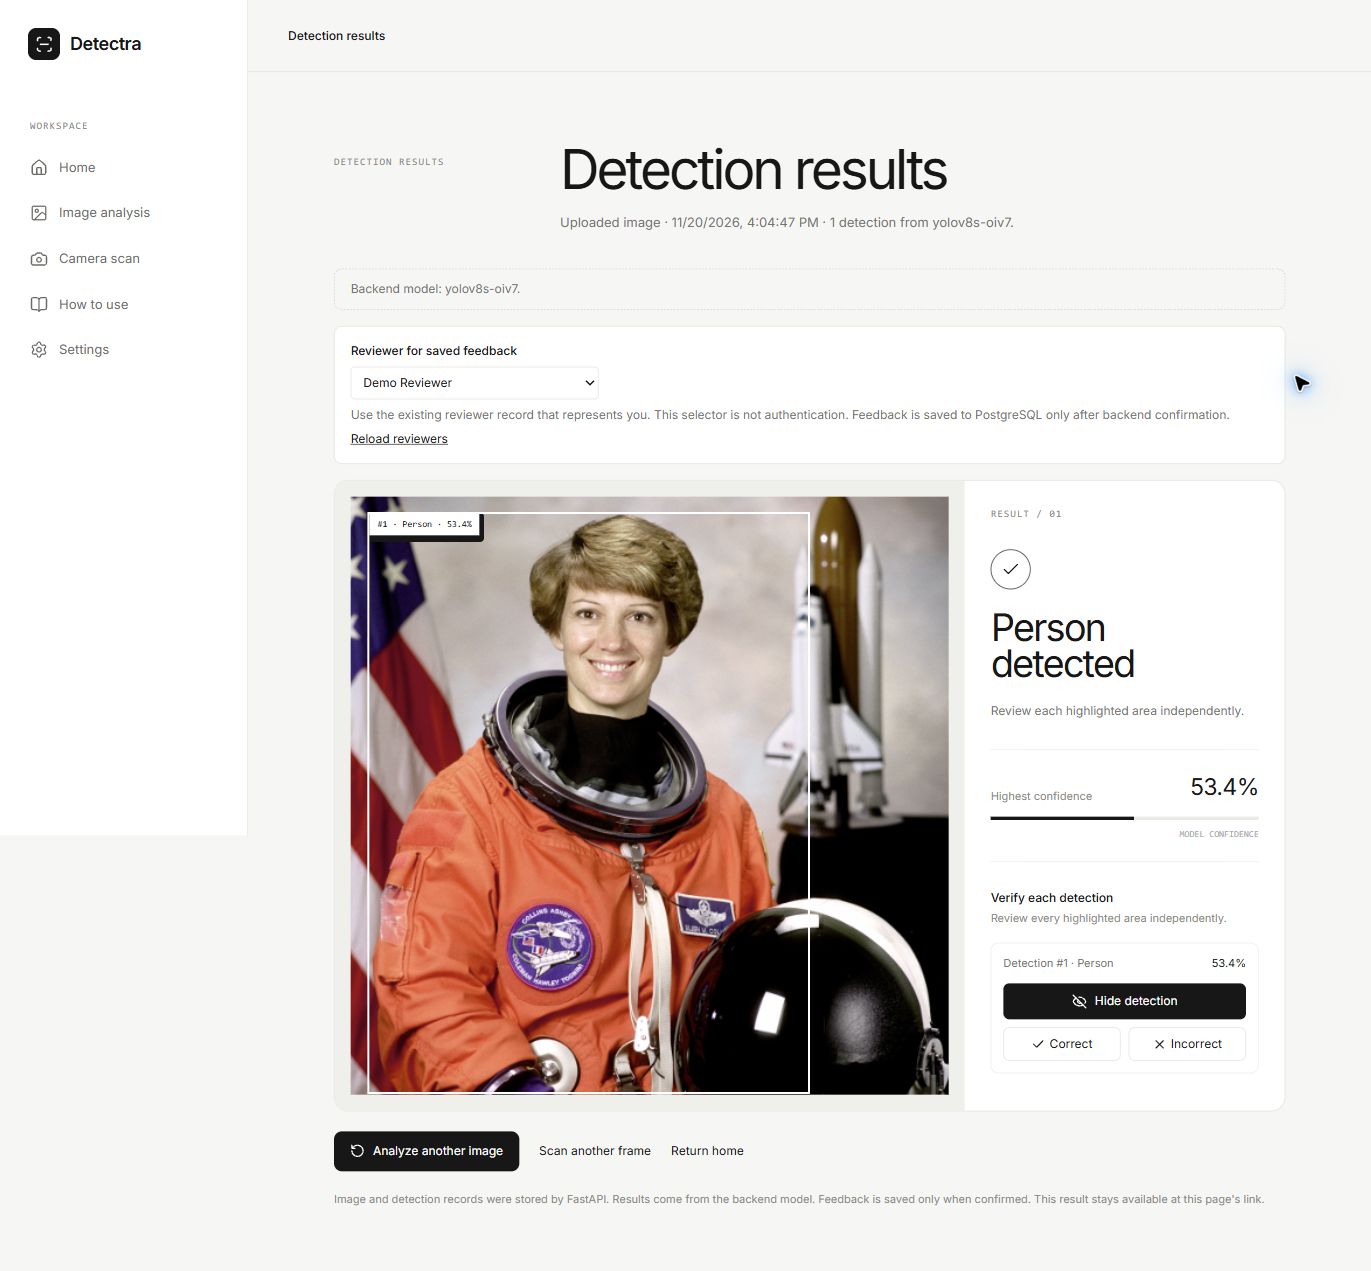 Detectra
Detection results
WORKSPACE
Home
Image analysis
Camera scan
How to use
Settings
DETECTION RESULTS
Detection results
Uploaded image · 11/20/2026, 4:04:47 PM · 1 detection from yolov8s-oiv7.
Backend model: yolov8s-oiv7.
Reviewer for saved feedback
Demo Reviewer
Use the existing reviewer record that represents you. This selector is not authentication. Feedback is saved to PostgreSQL only after backend confirmation.
Reload reviewers
#1 · Person · 53.4%
COLLINS ASHBY
COLEMAN HAWLEY
RESULT / 01
Person
detected
Review each highlighted area independently.
Highest confidence
53.4%
MODEL CONFIDENCE
Verify each detection
Review every highlighted area independently.
Detection #1 · Person
53.4%
Hide detection
Correct
Incorrect
Analyze another image
Scan another frame
Return home
Image and detection records were stored by FastAPI. Results come from the backend model. Feedback is saved only when confirmed. This result stays available at this page's link.